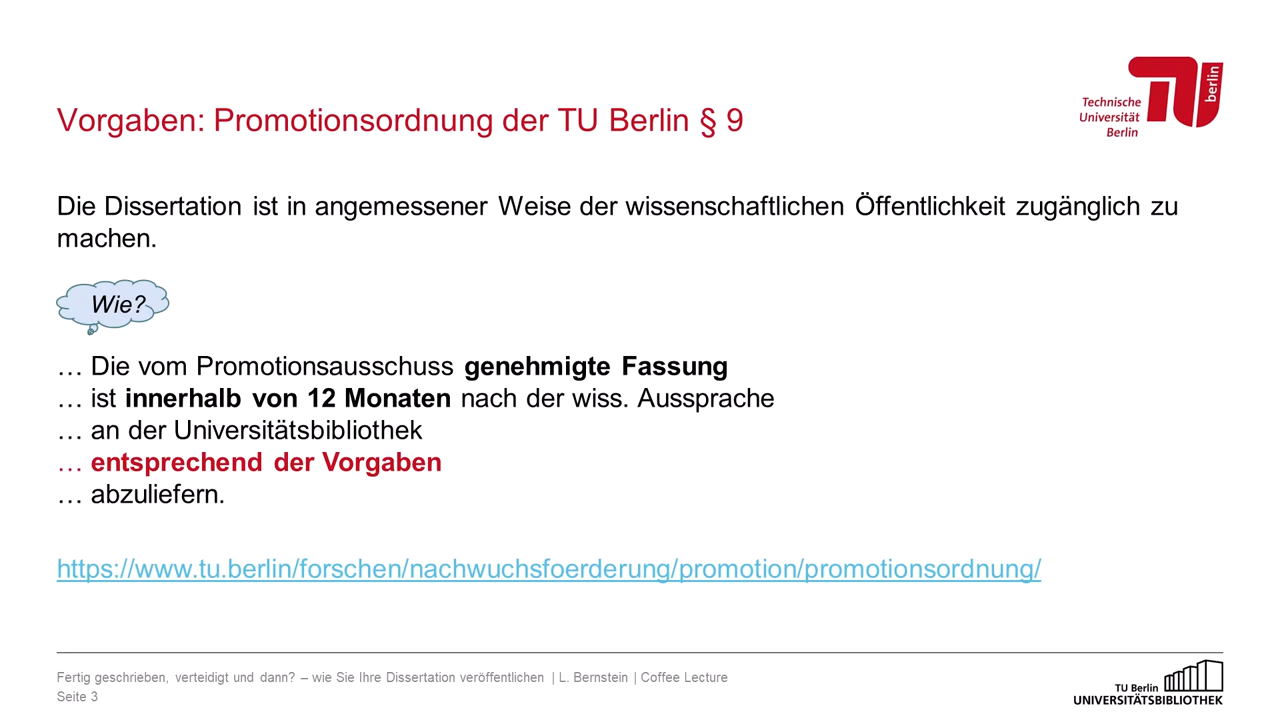 Technische
Universität
Berlin
berlin
Vorgaben: Promotionsordnung der TU Berlin § 9
Die Dissertation ist in angemessener Weise der wissenschaftlichen Öffentlichkeit zugänglich zu
machen.
Wie?
… Die vom Promotionsausschuss genehmigte Fassung
… ist innerhalb von 12 Monaten nach der wiss. Aussprache
… an der Universitätsbibliothek
… entsprechend der Vorgaben
… abzuliefern.
https://www.tu.berlin/forschen/nachwuchsfoerderung/promotion/promotionsordnung/
Fertig geschrieben, verteidigt und dann? – wie Sie Ihre Dissertation veröffentlichen | L. Bernstein | Coffee Lecture
Seite 3
TU Berlin
UNIVERSITÄTSBIBLIOTHEK